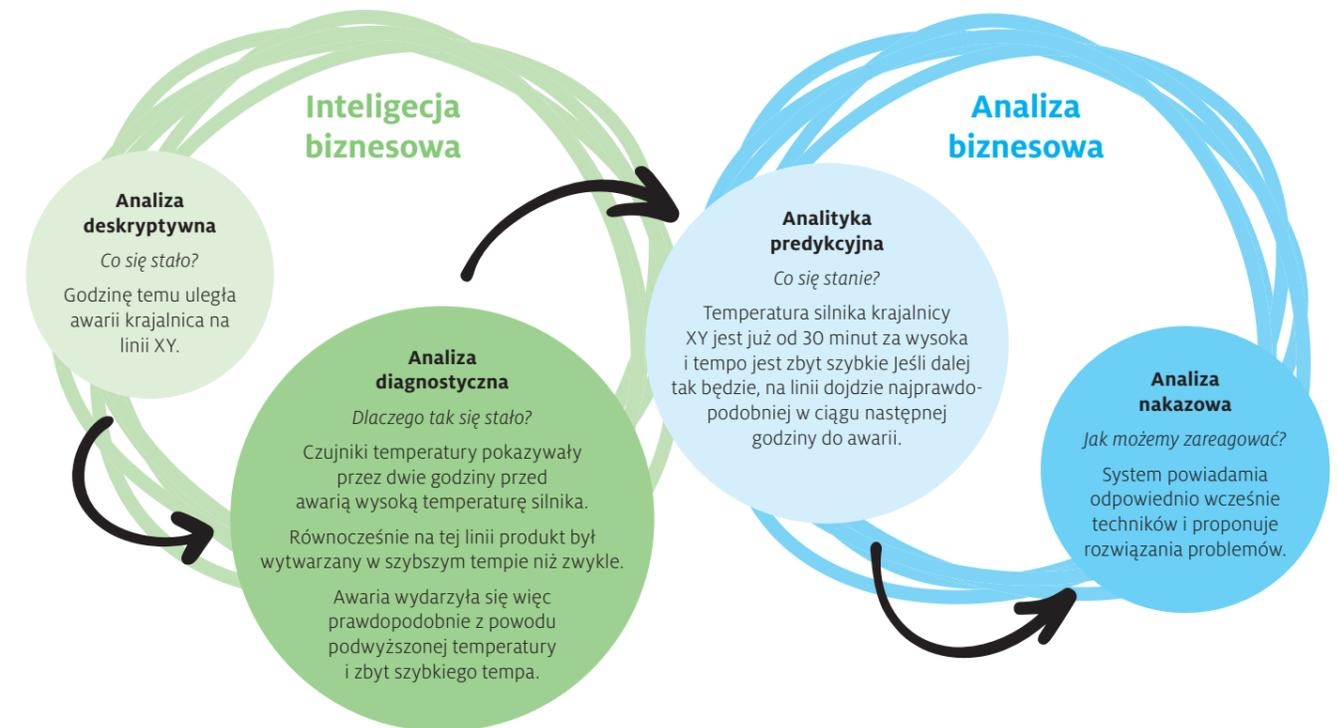 Inteligecja
biznesowa
Analiza
deskryptywna
Co się stało?
Godzinę temu uległa
awarii krajalnica na
linii XY.
Analiza
diagnostyczna
Dlaczego tak się stało?
Czujniki temperatury pokazywały
przez dwie godziny przed
awarią wysoką temperaturę silnika.
Równocześnie na tej linii produkt był
wytwarzany w szybszym tempie niż zwykle.
Awaria wydarzyła się więc
prawdopodobnie z powodu
podwyższonej temperatury
i zbyt szybkiego tempa.
Analiza
biznesowa
Analityka
predykcyjna
Co się stanie?
Temperatura silnika krajalnicy
XY jest już od 30 minut za wysoka
i tempo jest zbyt szybkie Jeśli dalej
tak będzie, na linii dojdzie najprawdo-
podobniej w ciągu następnej
godziny do awarii.
Analiza
nakazowa
Jak możemy zareagować?
System powiadamia
odpowiednio wcześnie
techników i proponuje
rozwiązania problemów.